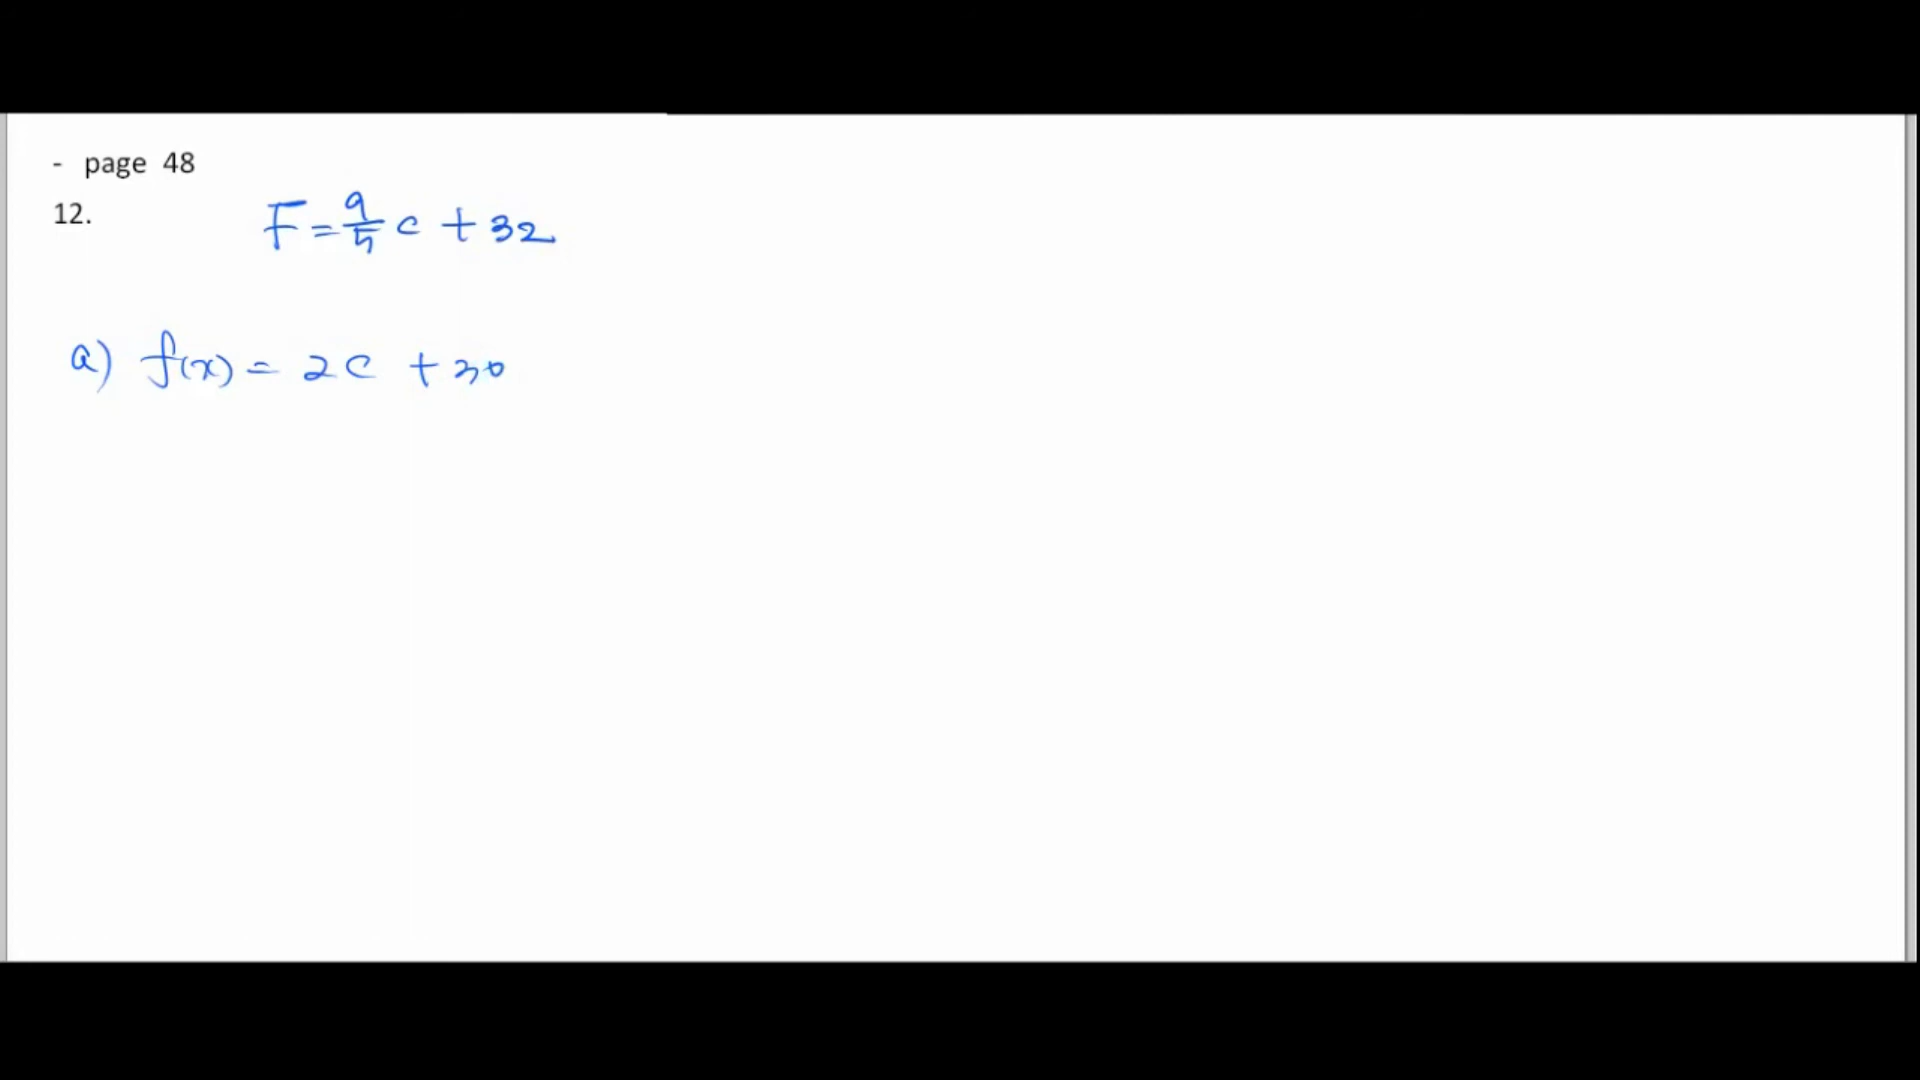 - page 48
12.
F = 9/5 c + 32
a) f(x) = 2c + 30